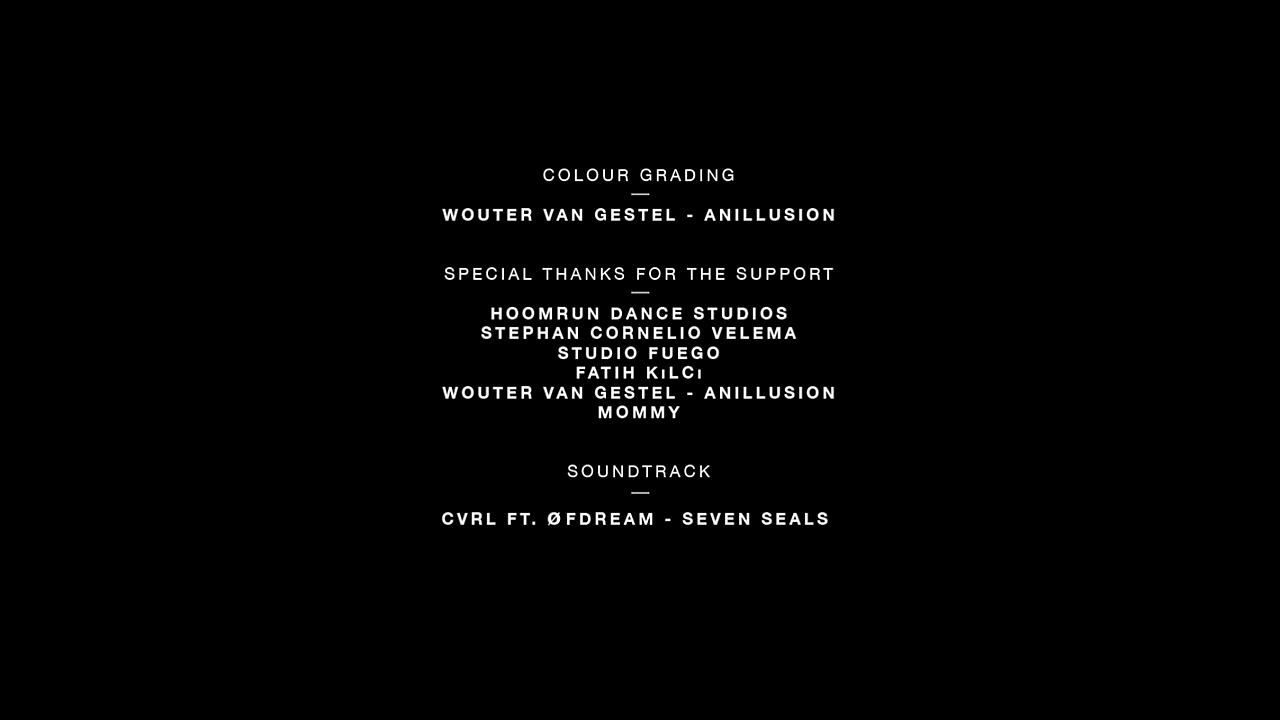 COLOUR GRADING
—
WOUTER VAN GESTEL - ANILLUSION
SPECIAL THANKS FOR THE SUPPORT
—
HOOMRUN DANCE STUDIOS
STEPHAN CORNELIO VELEMA
STUDIO FUEGO
FATIH KıLCı
WOUTER VAN GESTEL - ANILLUSION
MOMMY
SOUNDTRACK
—
CVRL FT. ØFDREAM - SEVEN SEALS